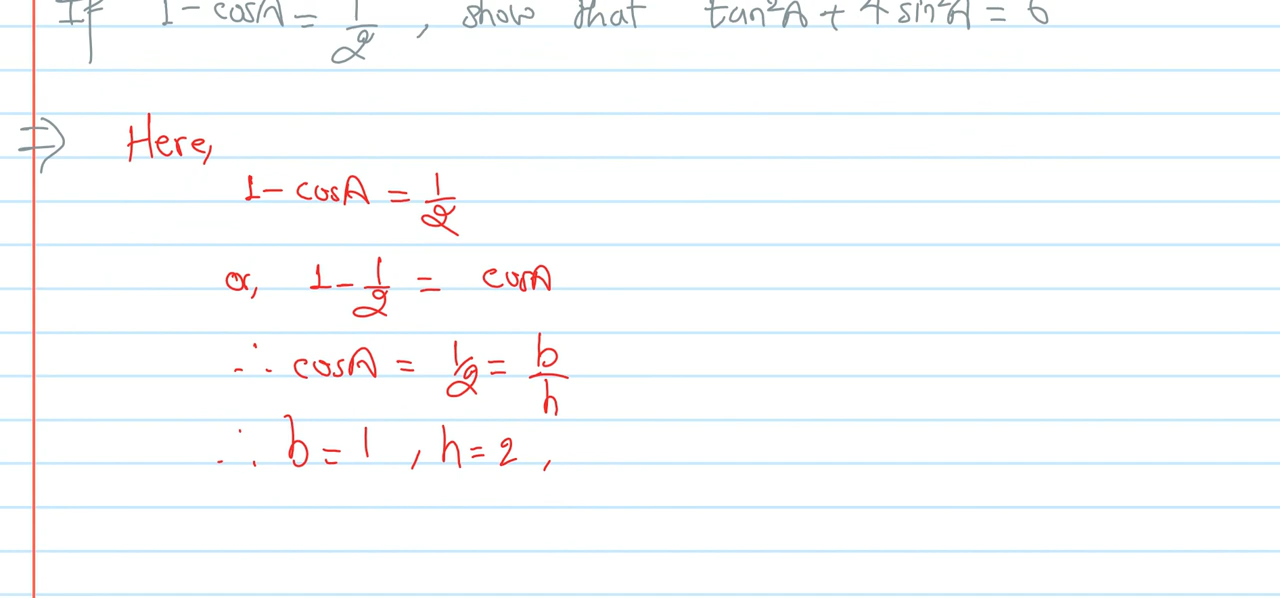 If 1 - cosA = 1/2, show that tan²A + 4 sin²A = 6
⇒ Here,
1 - cosA = 1/2
or, 1 - 1/2 = cosA
∴ cosA = 1/2 = b/h
∴ b = 1, h = 2,